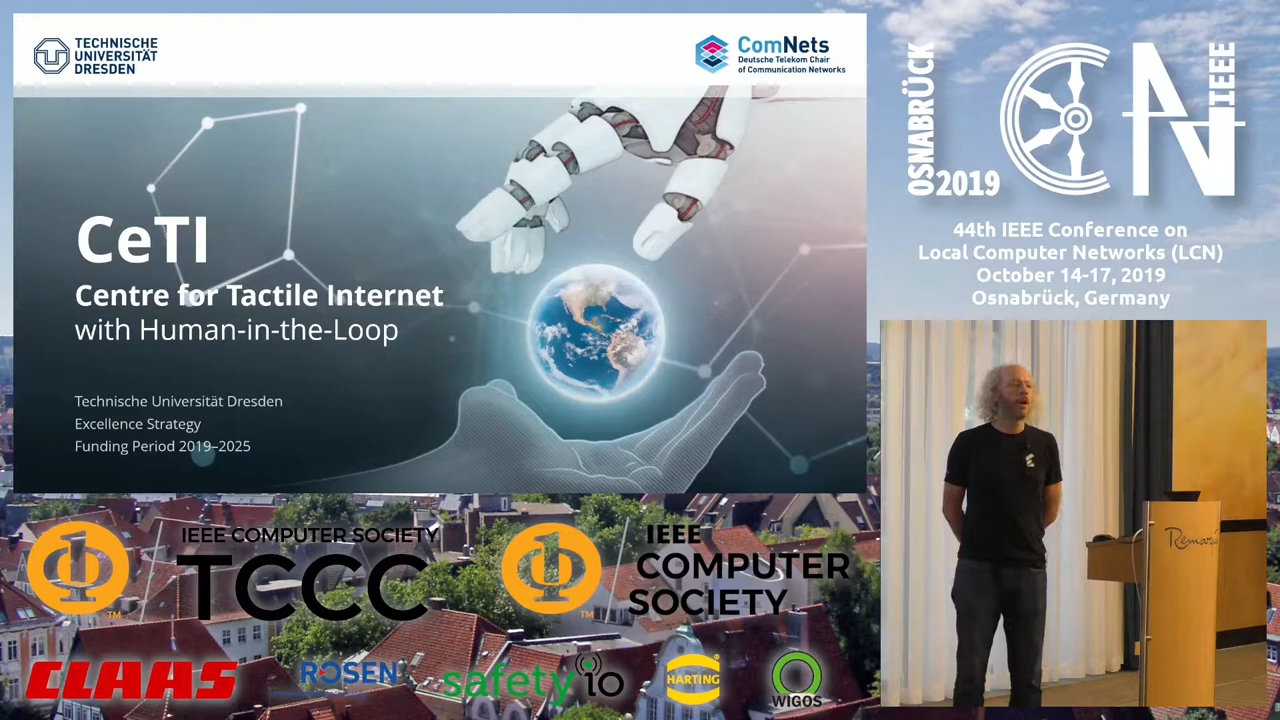 TECHNISCHE
UNIVERSITÄT
DRESDEN
ComNets
Deutsche Telekom Chair
of Communication Networks
CeTI
Centre for Tactile Internet
with Human-in-the-Loop
Technische Universität Dresden
Excellence Strategy
Funding Period 2019–2025
OSNABRÜCK
2019
LCN
IEEE
44th IEEE Conference on
Local Computer Networks (LCN)
October 14-17, 2019
Osnabrück, Germany
IEEE COMPUTER SOCIETY
TCCC
TM
IEEE
COMPUTER
SOCIETY
TM
CLAAS
ROSEN
safetyio
HARTING
WIGOS